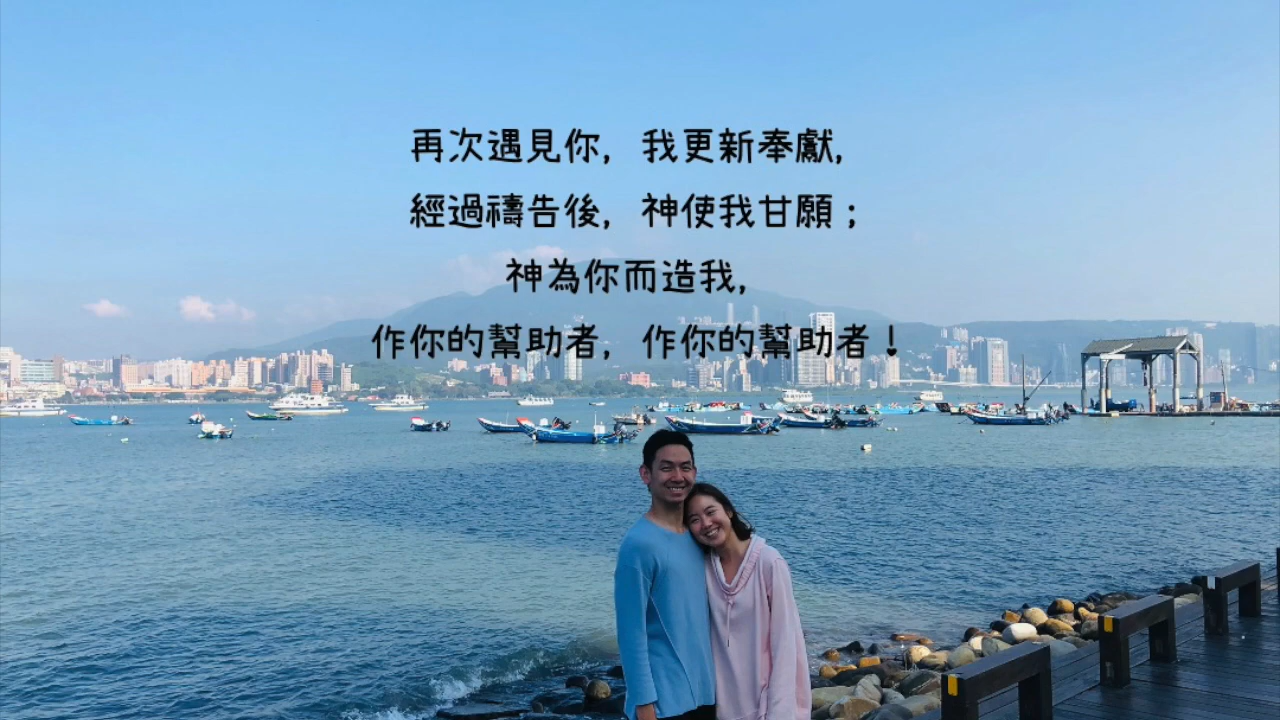 再次遇見你, 我更新奉獻,
經過禱告後, 神使我甘願;
神為你而造我,
作你的幫助者, 作你的幫助者!